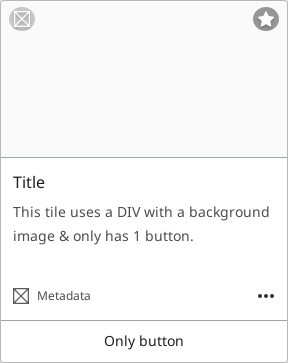 Title
This tile uses a DIV with a background
image & only has 1 button.
Metadata
Only button